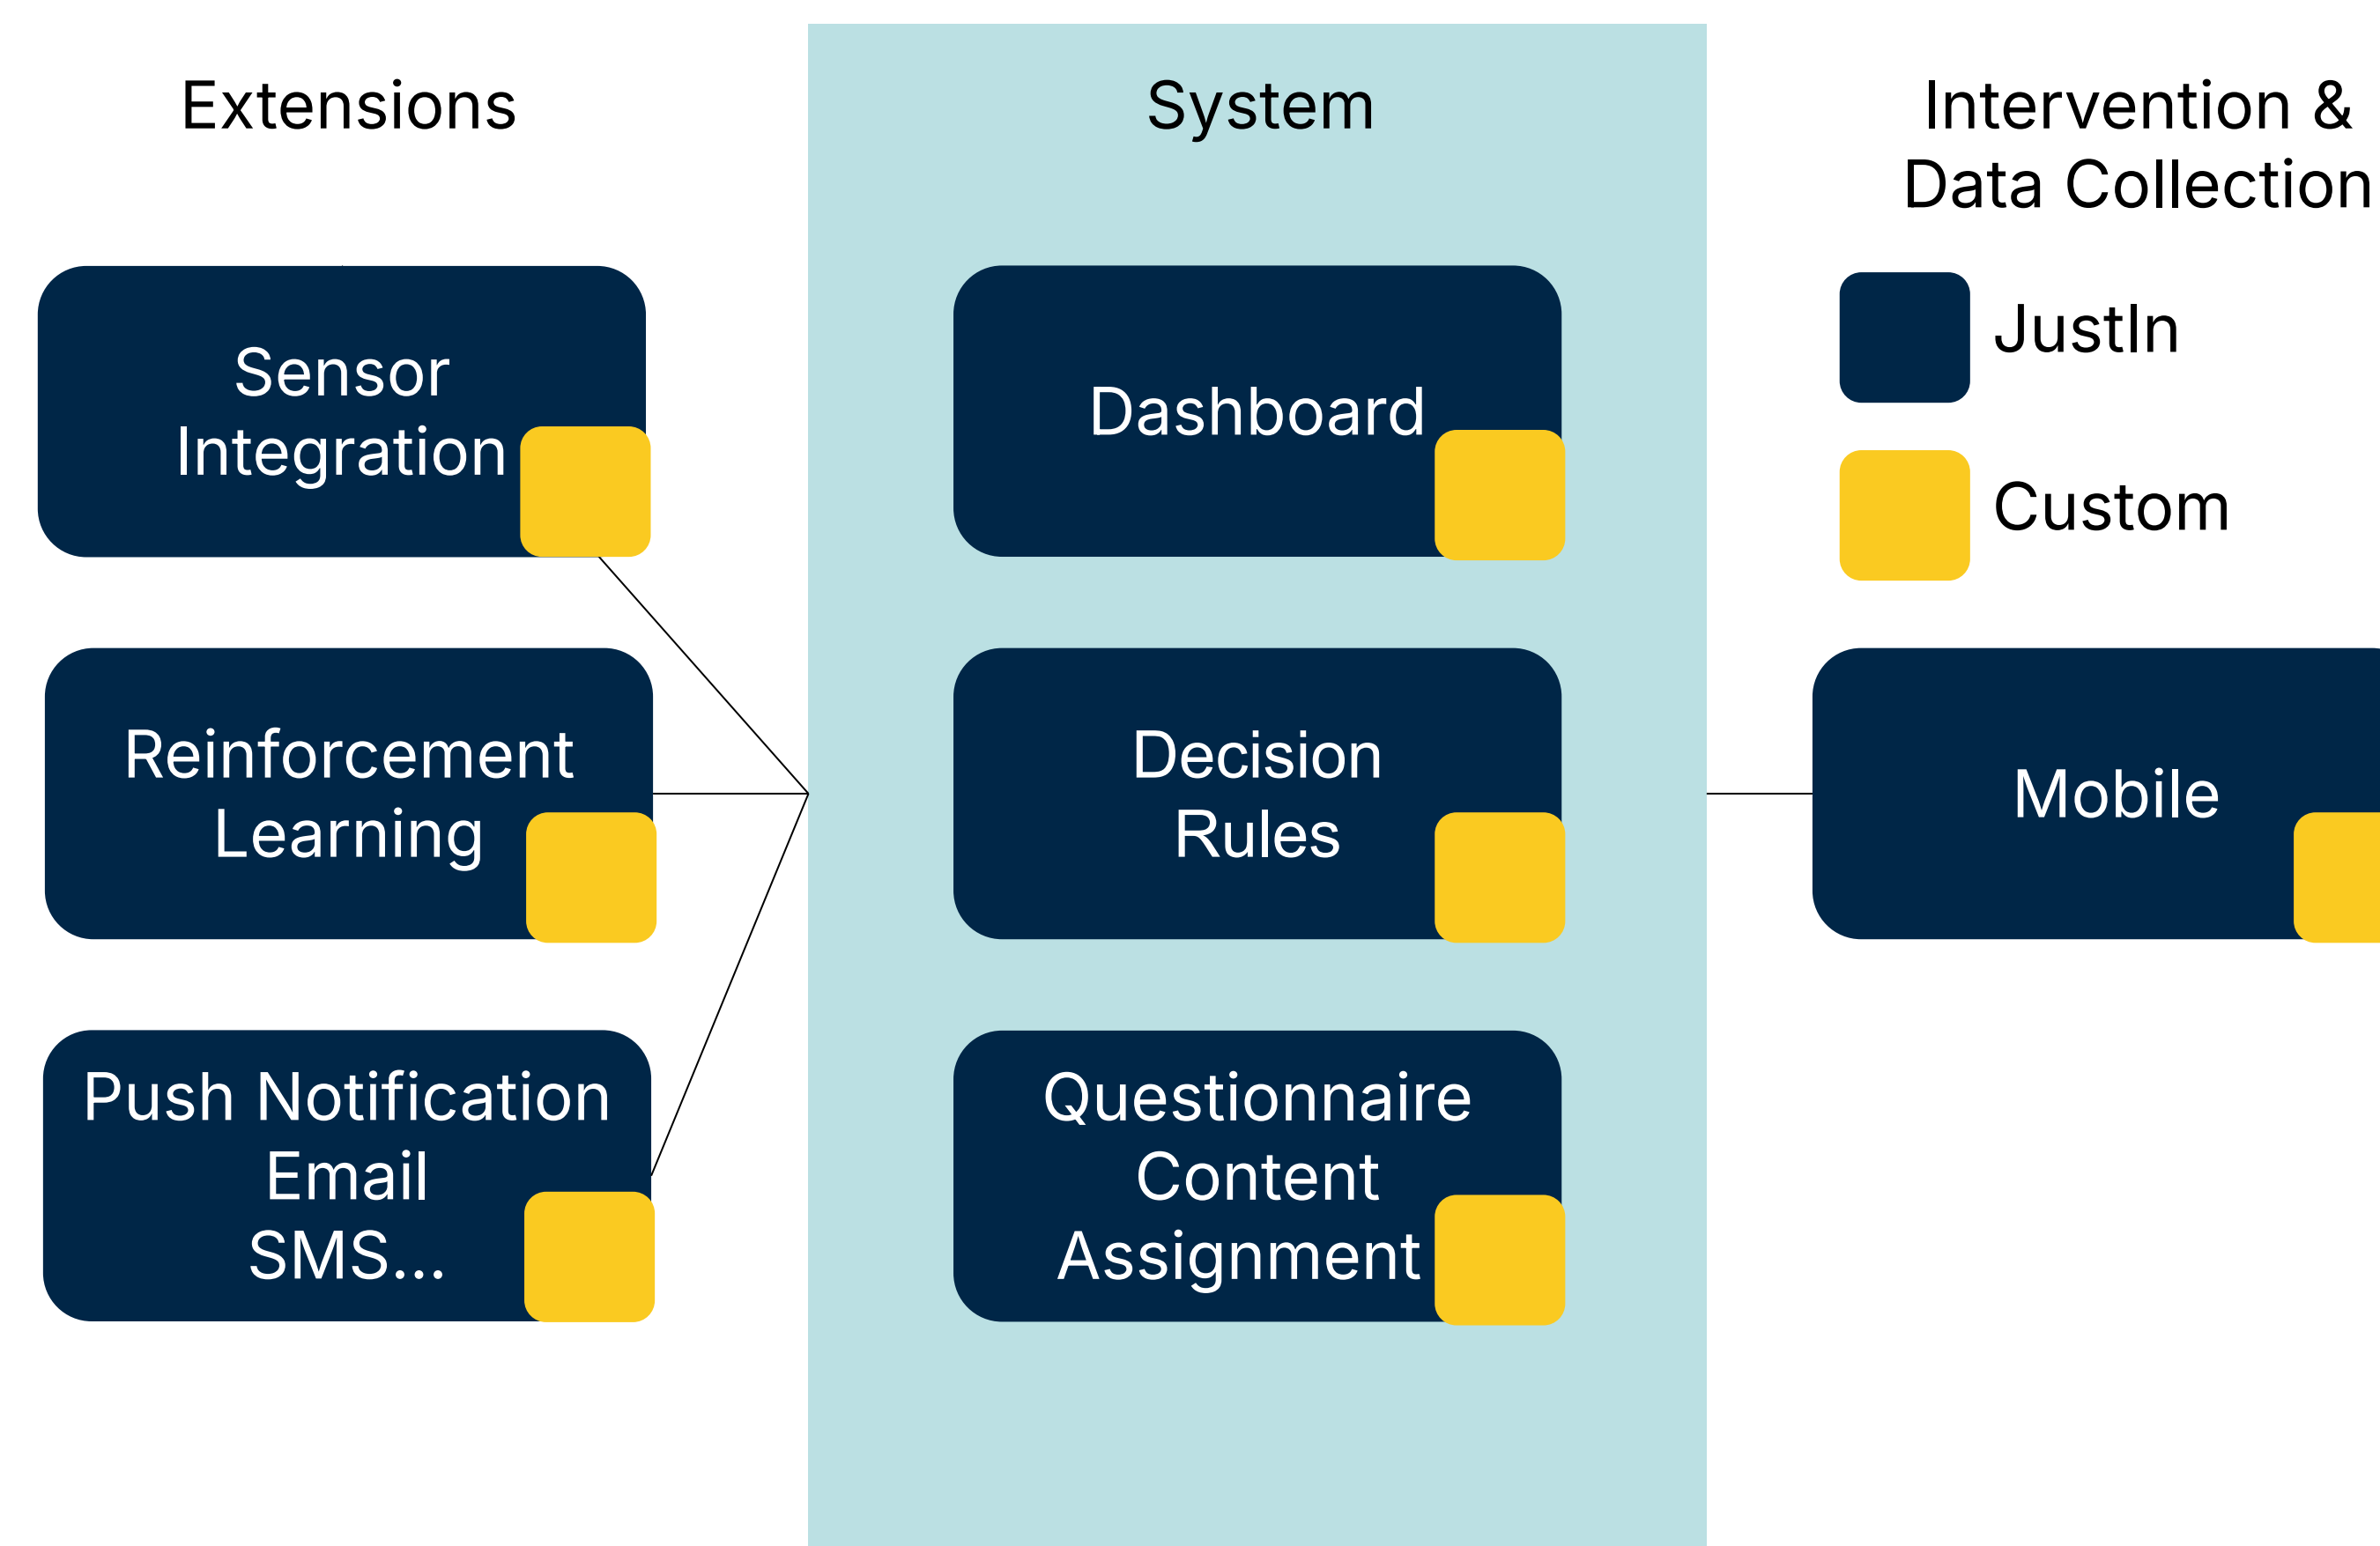 Extensions
Sensor
Integration
Reinforcement
Learning
Push Notification
Email
SMS...
System
Dashboard
Decision
Rules
Questionnaire
Content
Assignment
Intervention &
Data Collection
JustIn
Custom
Mobile